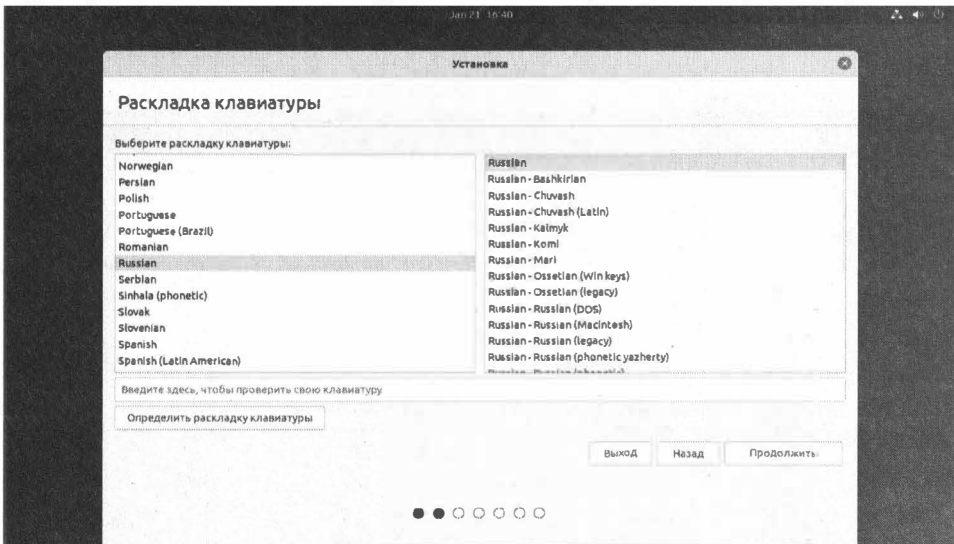 Jan 21 16:40
Установка
Раскладка клавиатуры
Выберите раскладку клавиатуры:
Norwegian
Persian
Polish
Portuguese
Portuguese (Brazil)
Romanian
Russian
Serbian
Sinhala (phonetic)
Slovak
Slovenian
Spanish
Spanish (Latin American)
Russian
Russian - Bashkirian
Russian - Chuvash
Russian - Chuvash (Latin)
Russian - Kalmyk
Russian - Komi
Russian - Mari
Russian - Ossetian (Win keys)
Russian - Ossetian (legacy)
Russian - Russian (DOS)
Russian - Russian (Macintosh)
Russian - Russian (legacy)
Russian - Russian (phonetic yazherty)
Russian - Russian (phonetic)
Введите здесь, чтобы проверить свою клавиатуру
Определить раскладку клавиатуры
Выход
Назад
Продолжить